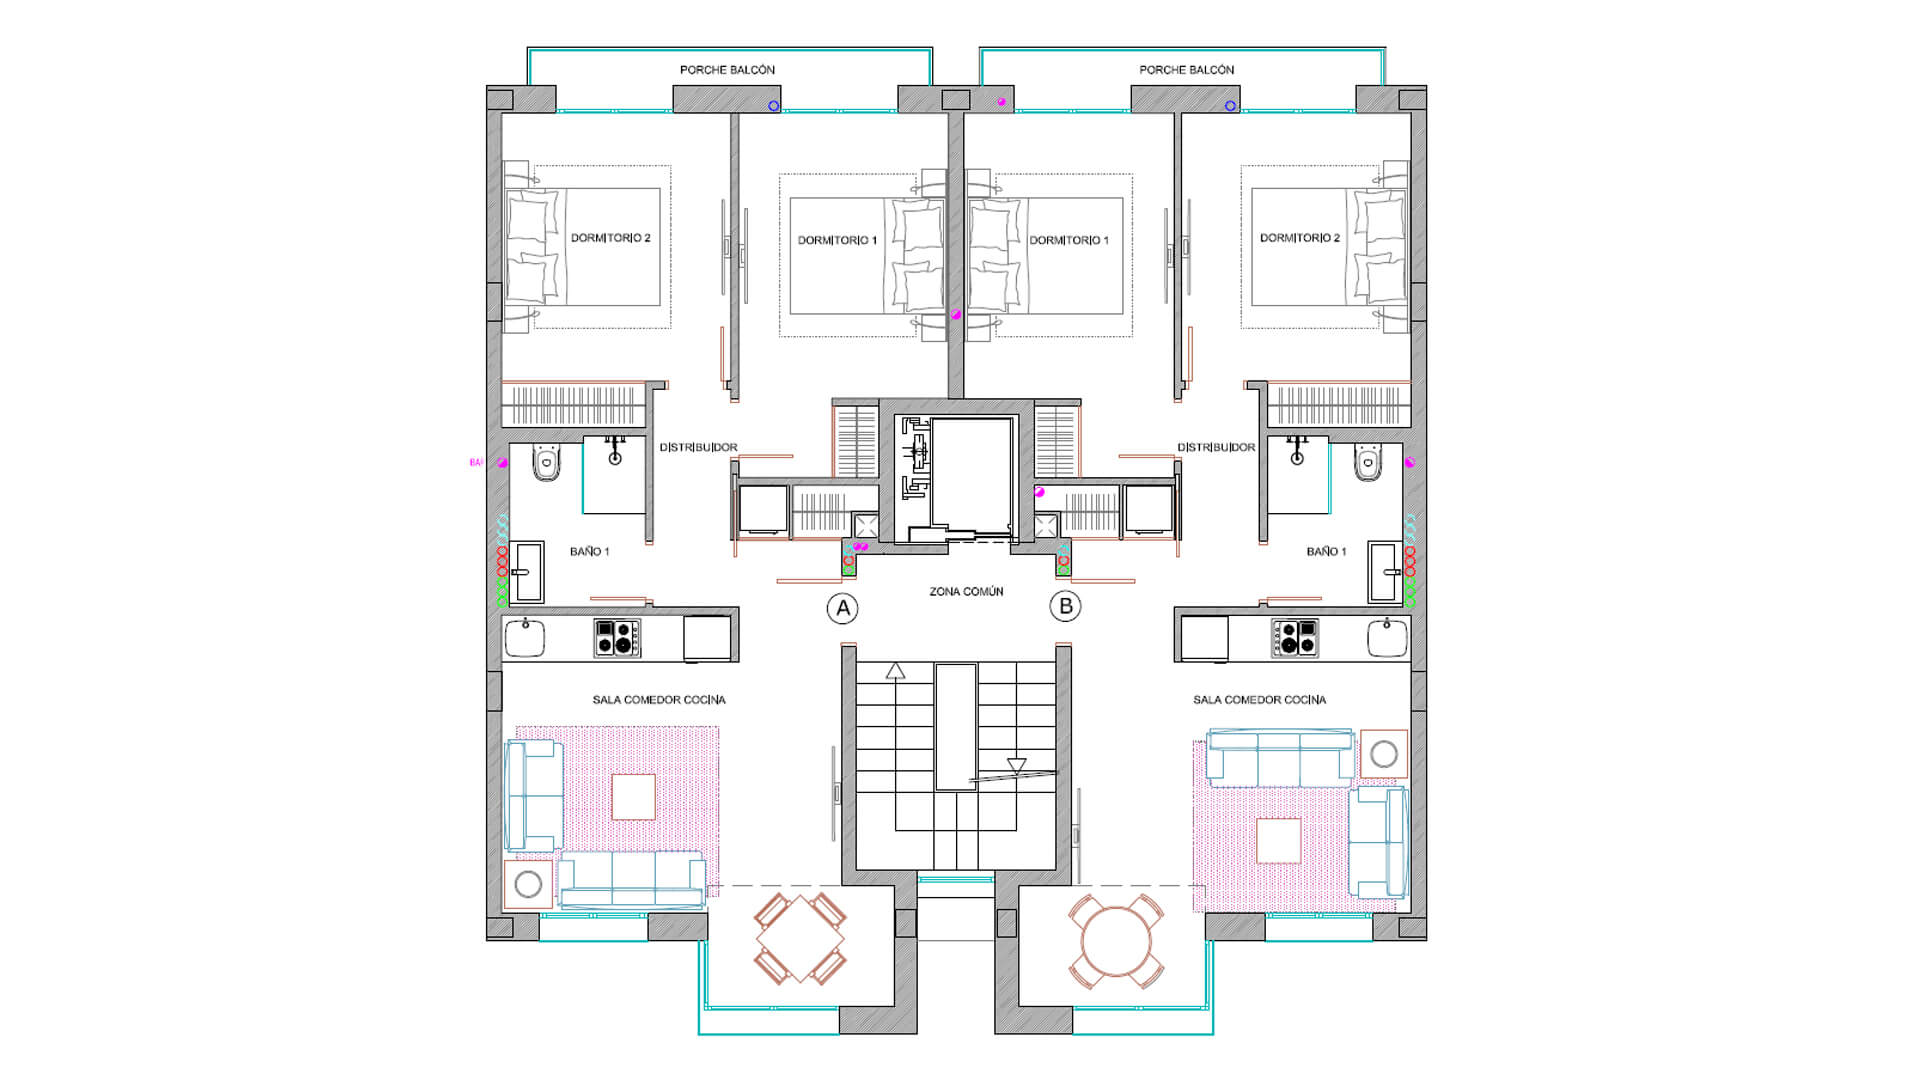 PORCHE BALCÓN
PORCHE BALCÓN
DORMITORIO 2
DORMITORIO 1
DORMITORIO 1
DORMITORIO 2
DISTRIBUIDOR
DISTRIBUIDOR
BAÑO 1
BAÑO 1
ZONA COMÚN
A
B
SALA COMEDOR COCINA
SALA COMEDOR COCINA